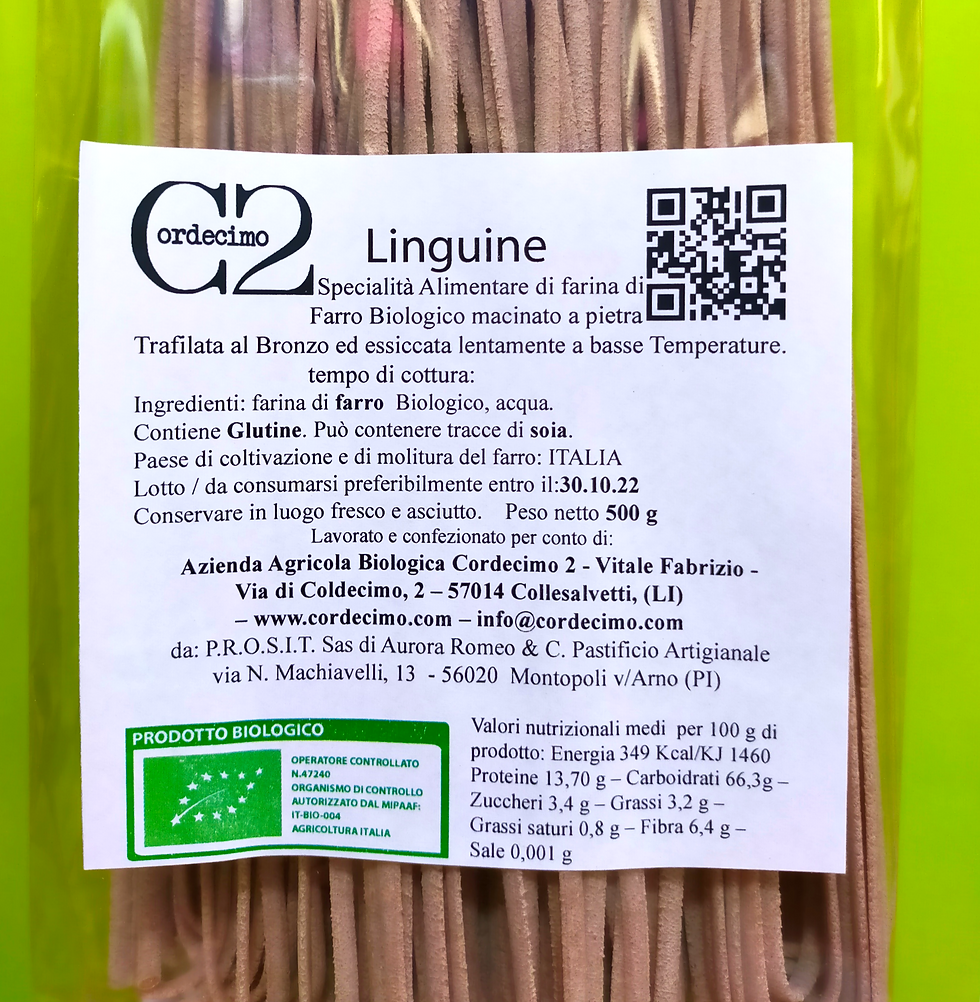 C2
ordecimo
Linguine
Specialità Alimentare di farina di
Farro Biologico macinato a pietra
Trafilata al Bronzo ed essiccata lentamente a basse Temperature.
tempo di cottura:
Ingredienti: farina di farro Biologico, acqua.
Contiene Glutine. Può contenere tracce di soia.
Paese di coltivazione e di molitura del farro: ITALIA
Lotto / da consumarsi preferibilmente entro il:30.10.22
Conservare in luogo fresco e asciutto. Peso netto 500 g
Lavorato e confezionato per conto di:
Azienda Agricola Biologica Cordecimo 2 - Vitale Fabrizio -
Via di Coldecimo, 2 – 57014 Collesalvetti, (LI)
– www.cordecimo.com – info@cordecimo.com
da: P.R.O.S.I.T. Sas di Aurora Romeo & C. Pastificio Artigianale
via N. Machiavelli, 13 - 56020 Montopoli v/Arno (PI)
PRODOTTO BIOLOGICO
OPERATORE CONTROLLATO
N.47240
ORGANISMO DI CONTROLLO
AUTORIZZATO DAL MIPAAF:
IT-BIO-004
AGRICOLTURA ITALIA
Valori nutrizionali medi per 100 g di
prodotto: Energia 349 Kcal/KJ 1460
Proteine 13,70 g – Carboidrati 66,3g –
Zuccheri 3,4 g – Grassi 3,2 g –
Grassi saturi 0,8 g – Fibra 6,4 g –
Sale 0,001 g